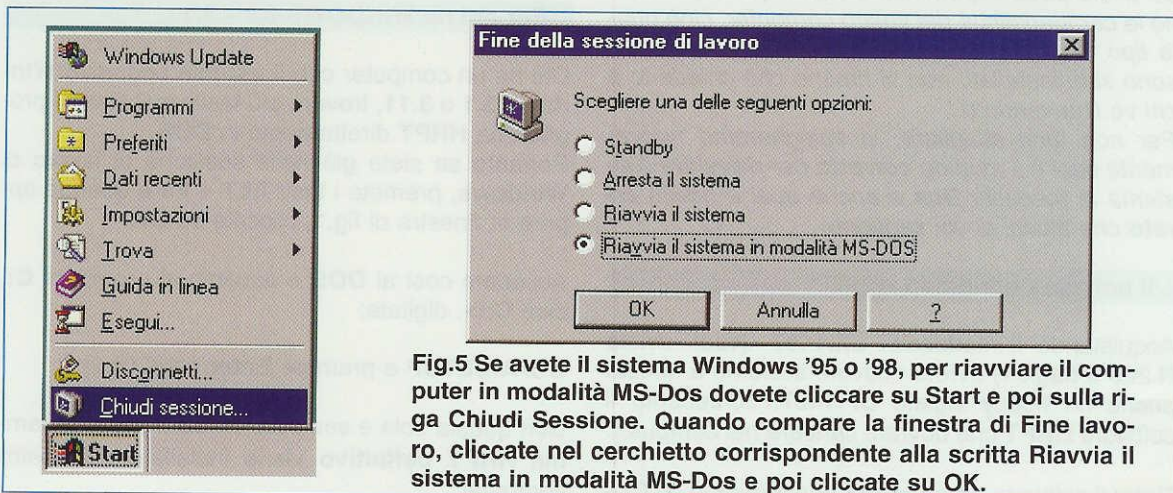 Windows Update
Programmi
Preferiti
Dati recenti
Impostazioni
Trova
Guida in linea
Esegui...
Disconnetti...
Chiudi sessione...
Start
Fine della sessione di lavoro
Scegliere una delle seguenti opzioni:
Standby
Arresta il sistema
Riavvia il sistema
Riavvia il sistema in modalità MS-DOS
OK
Annulla
?
Fig.5 Se avete il sistema Windows '95 o '98, per riavviare il com-
puter in modalità MS-Dos dovete cliccare su Start e poi sulla ri-
ga Chiudi Sessione. Quando compare la finestra di Fine lavo-
ro, cliccate nel cerchietto corrispondente alla scritta Riavvia il
sistema in modalità MS-Dos e poi cliccate su OK.